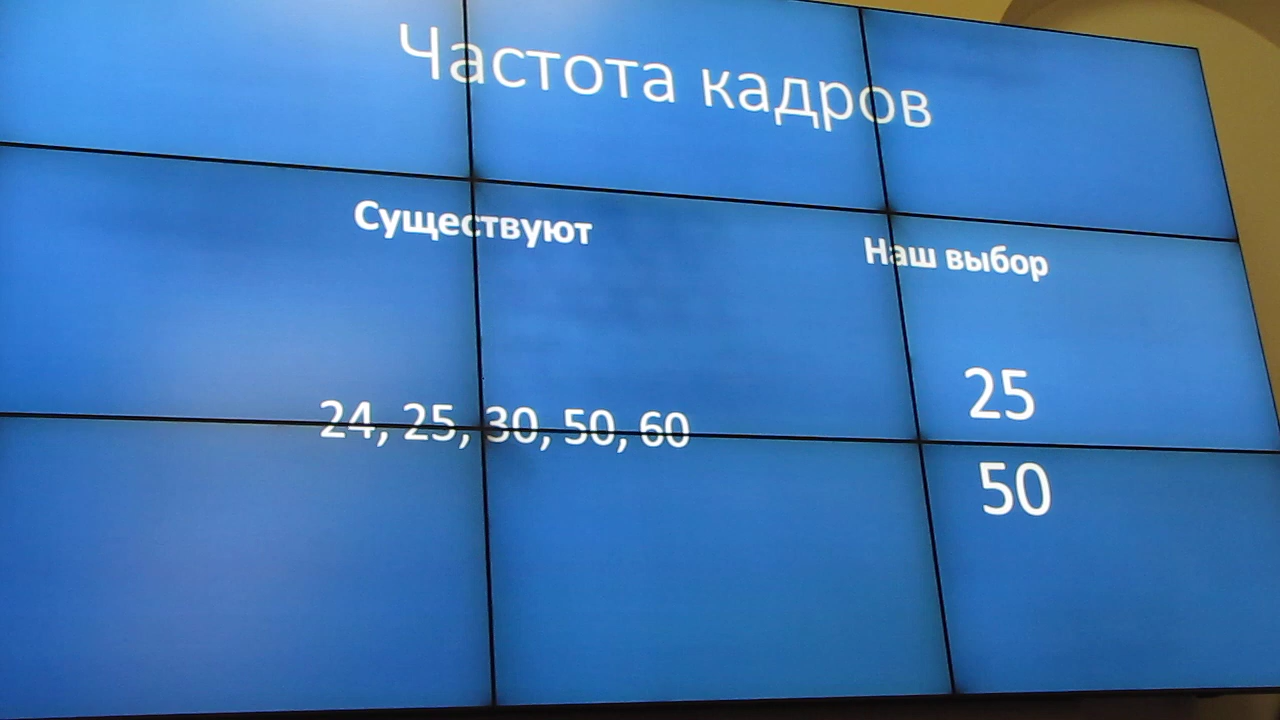 Частота кадров
Существуют
Наш выбор
24, 25, 30, 50, 60
25
50